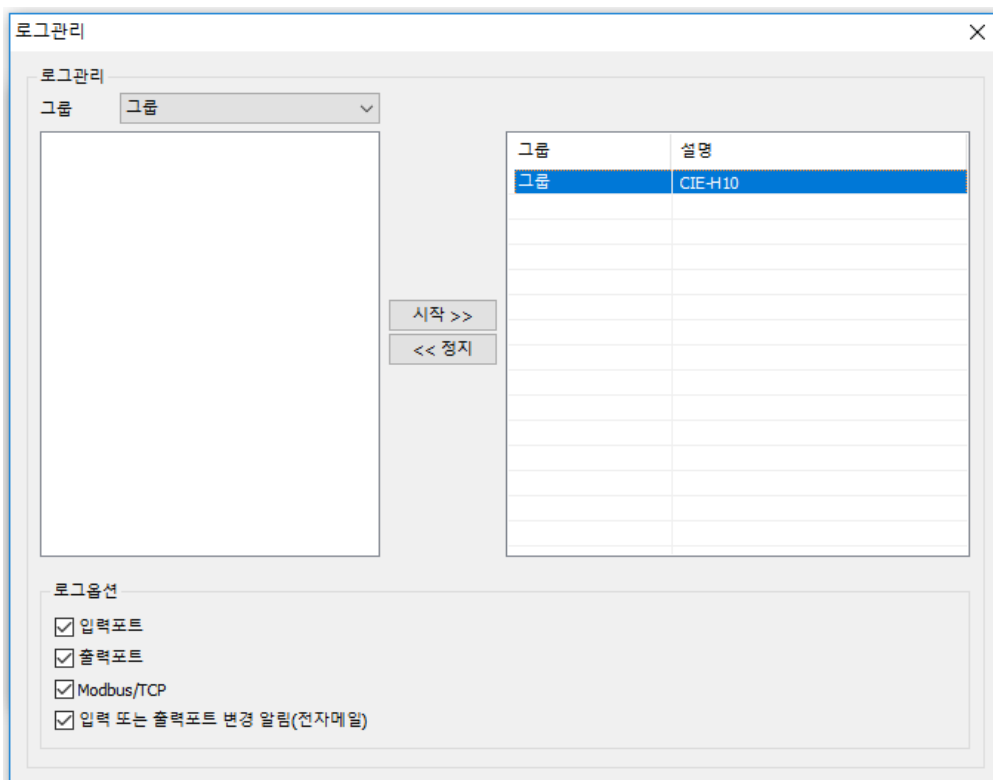 로그관리
로그관리
그룹 그룹
그룹 설명
그룹 CIE-H10
시작 >>
<< 정지
로그옵션
입력포트
출력포트
Modbus/TCP
입력 또는 출력포트 변경 알림(전자메일)